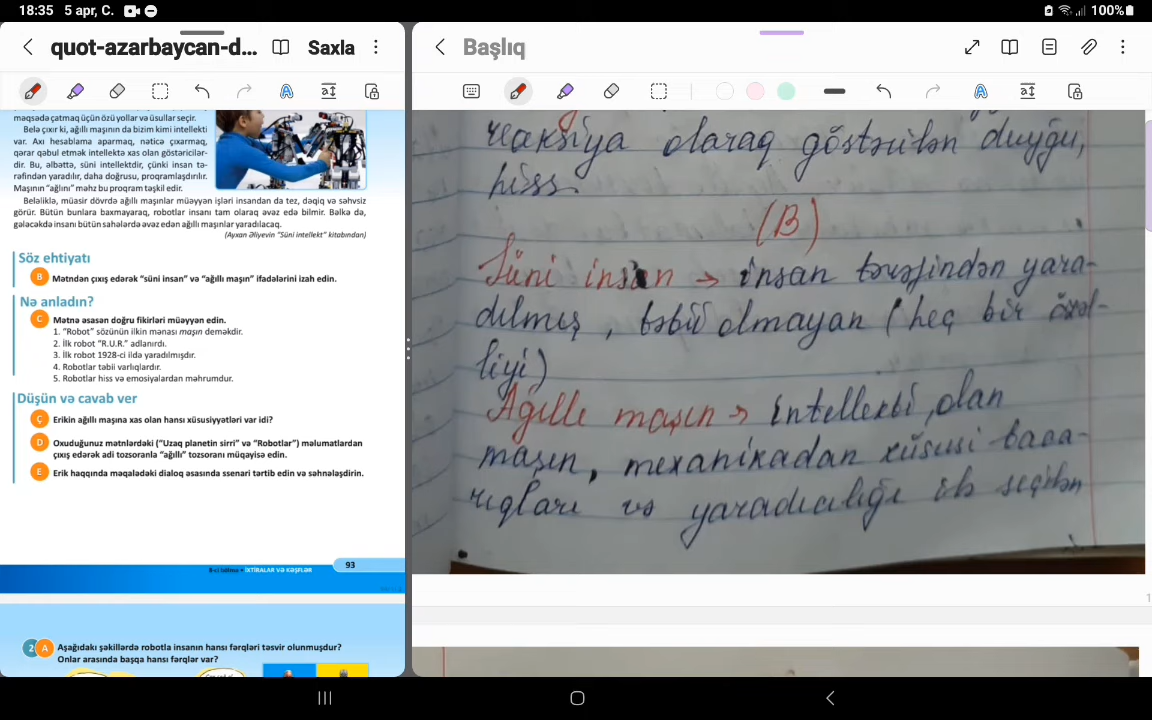 18:35 5 apr, C.
100%
quot-azarbaycan-d...
Saxla
Başlıq
məqsədə çatmaq üçün özü yollar və üsullar seçir.
Belə çıxır ki, ağıllı maşının da bizim kimi intellekti
var. Axı hesablama aparmaq, nəticə çıxarmaq,
qərar qəbul etmək intellektə xas olan göstəricilər-
dir. Bu, əlbəttə, süni intellektdir, çünki insan tə-
rəfindən yaradılır, daha doğrusu, proqramlaşdırılır.
Maşının "ağlını" məhz bu proqram təşkil edir.
Beləliklə, müasir dövrdə ağıllı maşınlar müəyyən işləri insandan da tez, dəqiq və səhvsiz
görür. Bütün bunlara baxmayaraq, robotlar insanı tam olaraq əvəz edə bilmir. Bəlkə də,
gələcəkdə insanı bütün sahələrdə əvəz edən ağıllı maşınlar yaradılacaq.
(Ayxan Əliyevin "Süni intellekt" kitabından)
Söz ehtiyatı
B Mətndən çıxış edərək "süni insan" və "ağıllı maşın" ifadələrini izah edin.
Nə anladın?
C Mətnə əsasən doğru fikirləri müəyyən edin.
1. "Robot" sözünün ilkin mənası maşın deməkdir.
2. İlk robot "R.U.R." adlanırdı.
3. İlk robot 1928-ci ildə yaradılmışdır.
4. Robotlar təbii varlıqlardır.
5. Robotlar hiss və emosiyalardan məhrumdur.
Düşün və cavab ver
Ç Erikin ağıllı maşına xas olan hansı xüsusiyyətləri var idi?
D Oxuduğunuz mətnlərdəki ("Uzaq planetin sirri" və "Robotlar") məlumatlardan
çıxış edərək adi tozsoranla "ağıllı" tozsoranı müqayisə edin.
E Erik haqqında məqalədəki dialoq əsasında ssenari tərtib edin və səhnələşdirin.
İXTİRALAR VƏ KƏŞFLƏR
93
2 A Aşağıdakı şəkillərdə robotla insanın hansı fərqləri təsvir olunmuşdur?
Onlar arasında başqa hansı fərqlər var?
reaksiya olaraq göstərilən duyğu,
hiss.
(B)
Süni insan → insan tərəfindən yara-
dılmış, təbii olmayan (heç bir özəl-
liyi)
Ağıllı maşın → intellekti olan
maşın, mexanikadan xüsusi baca-
rıqları və yaradıcılığı ilə seçilən